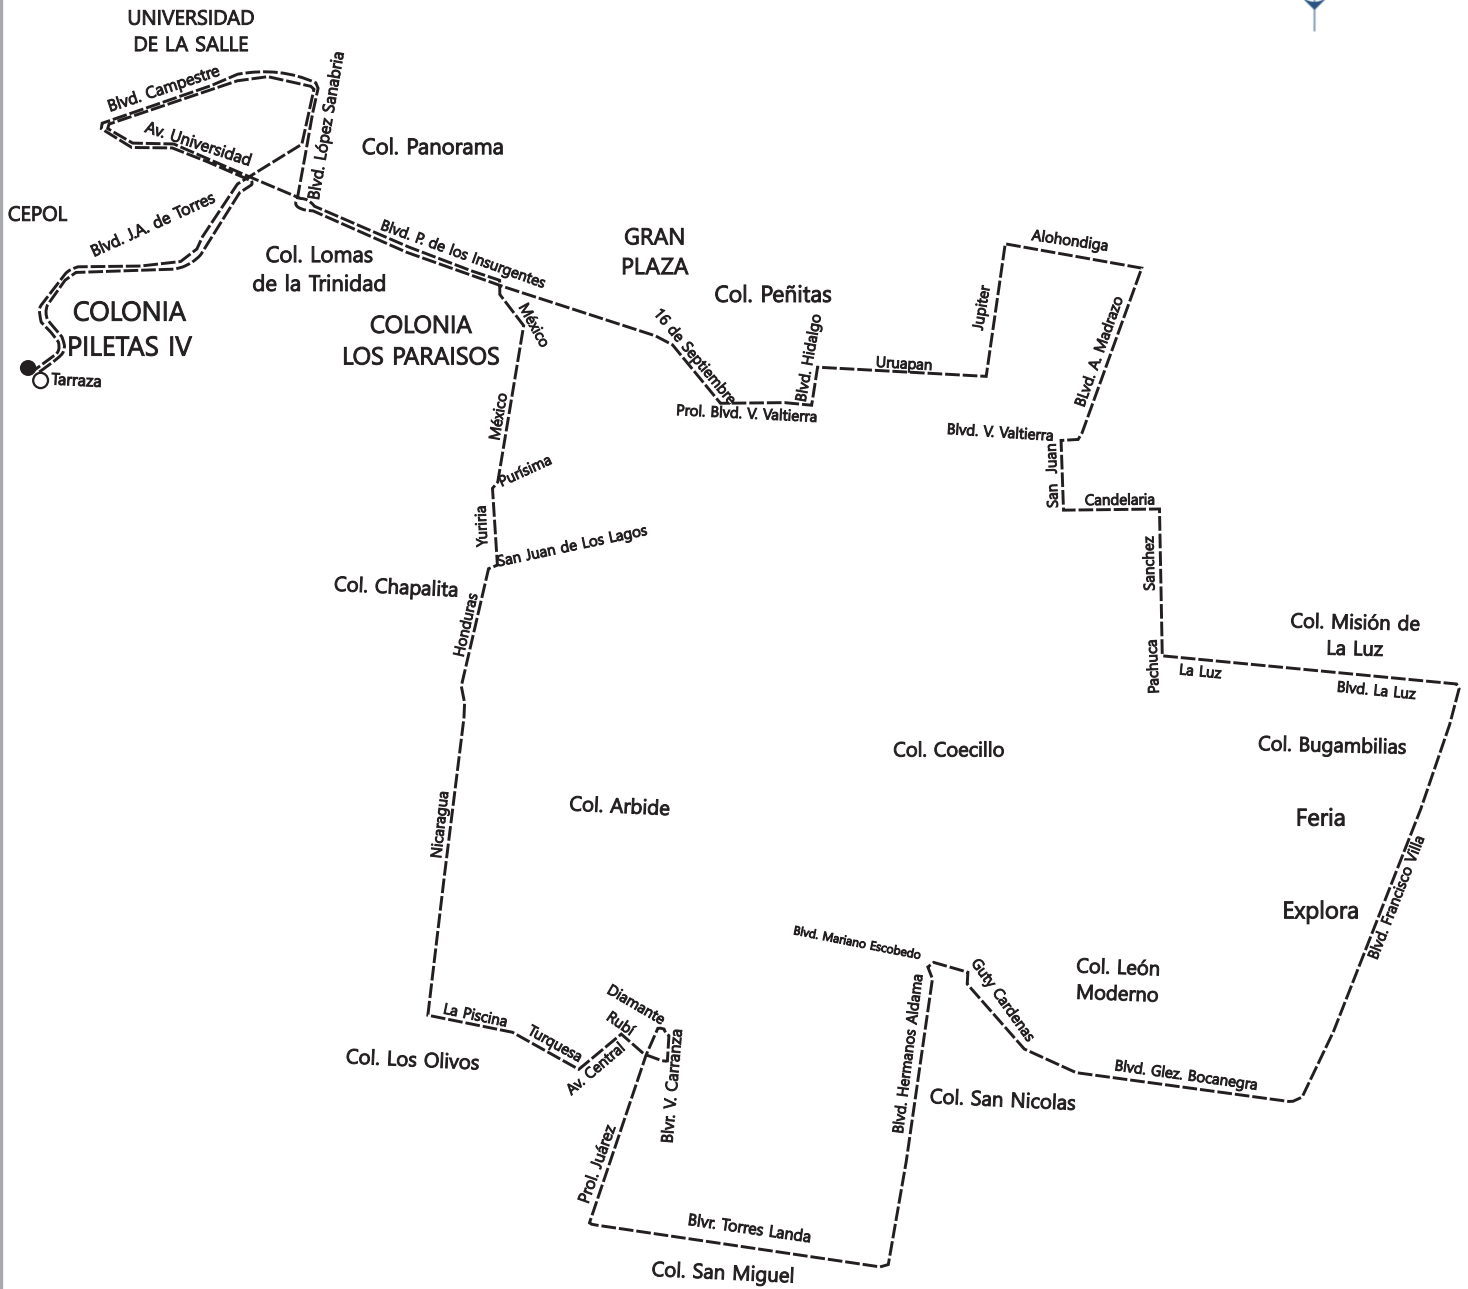 UNIVERSIDAD
DE LA SALLE
Blvd. Campestre
Blvd. López Sanabria
Av. Universidad
Col. Panorama
CEPOL
Blvd. J.A. de Torres
Blvd. P. de los Insurgentes
Col. Lomas
de la Trinidad
GRAN
PLAZA
Alohondiga
Col. Peñitas
COLONIA
PILETAS IV
COLONIA
LOS PARAISOS
México
16 de Septiembre
Blvd. Hidalgo
Jupiter
BLvd. A. Madrazo
Uruapan
Tarraza
Prol. Blvd. V. Valtierra
México
Blvd. V. Valtierra
Purísima
San Juan
Candelaria
Yuriria
San Juan de Los Lagos
Sanchez
Col. Chapalita
Honduras
Col. Misión de
La Luz
Pachuca
La Luz
Blvd. La Luz
Col. Coecillo
Col. Bugambilias
Col. Arbide
Nicaragua
Feria
Blvd. Francisco Villa
Explora
Blvd. Mariano Escobedo
Guty Cardenas
Col. León
Moderno
Diamante
La Piscina
Rubí
Turquesa
Av. Central
Col. Los Olivos
Blvr. V. Carranza
Blvd. Hermanos Aldama
Blvd. Glez. Bocanegra
Col. San Nicolas
Prol. Juárez
Blvr. Torres Landa
Col. San Miguel